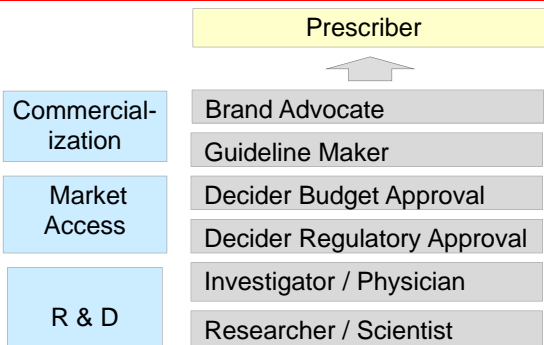 Prescriber
Commercial-
ization
Brand Advocate
Guideline Maker
Market
Access
Decider Budget Approval
Decider Regulatory Approval
R & D
Investigator / Physician
Researcher / Scientist